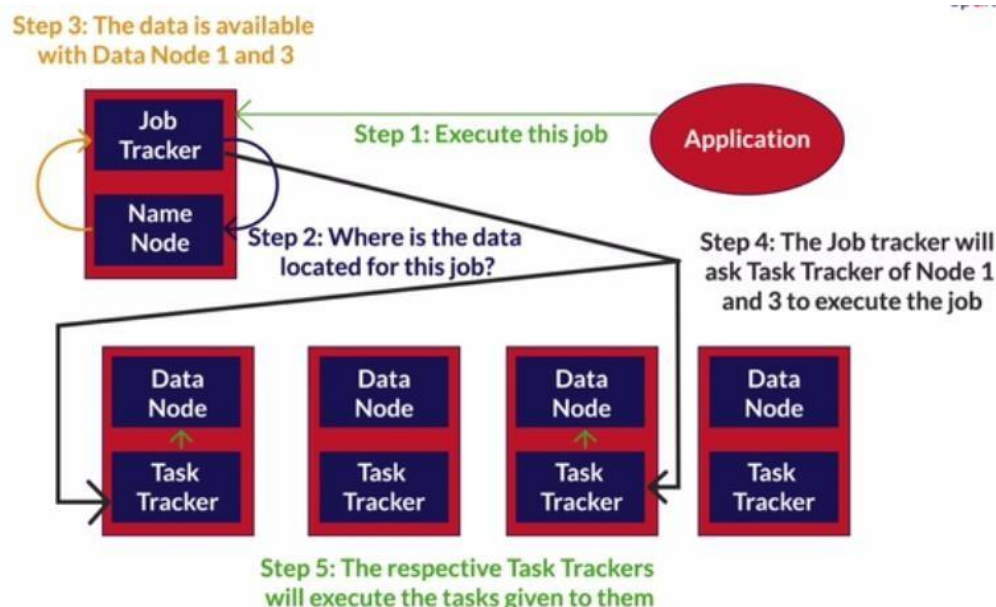 Step 3: The data is available
with Data Node 1 and 3
Job
Tracker
Step 1: Execute this job
Application
Name
Node
Step 2: Where is the data
located for this job?
Step 4: The Job tracker will
ask Task Tracker of Node 1
and 3 to execute the job
Data
Node
Data
Node
Data
Node
Data
Node
Task
Tracker
Task
Tracker
Task
Tracker
Task
Tracker
Step 5: The respective Task Trackers
will execute the tasks given to them